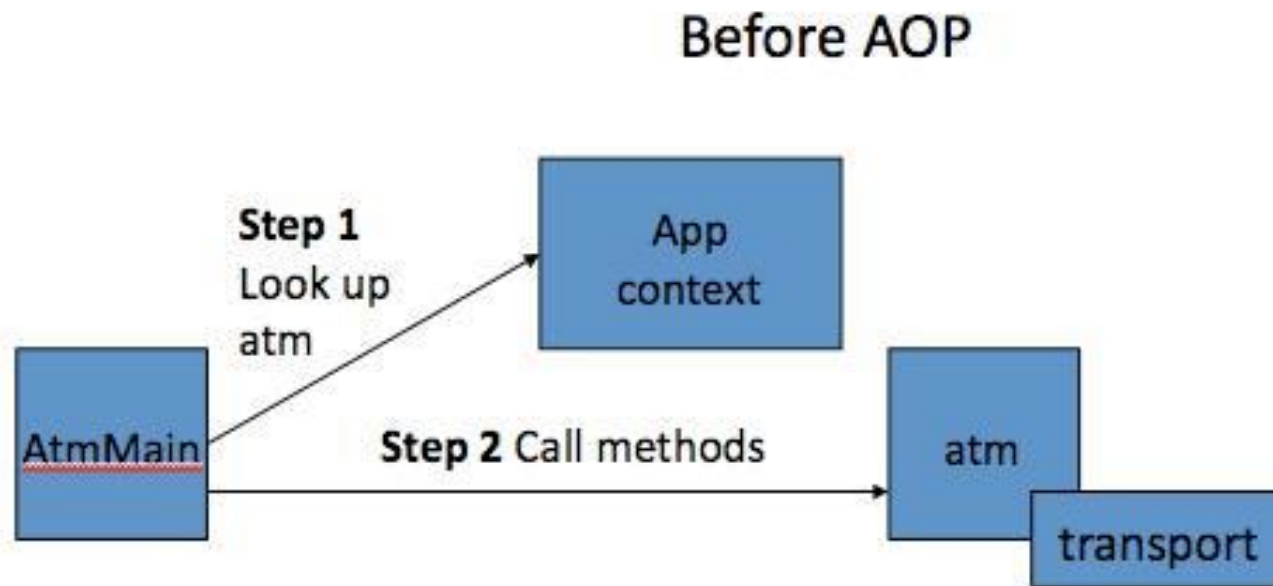 Before AOP
Step 1
Look up
atm
App
context
AtmMain
Step 2 Call methods
atm
transport